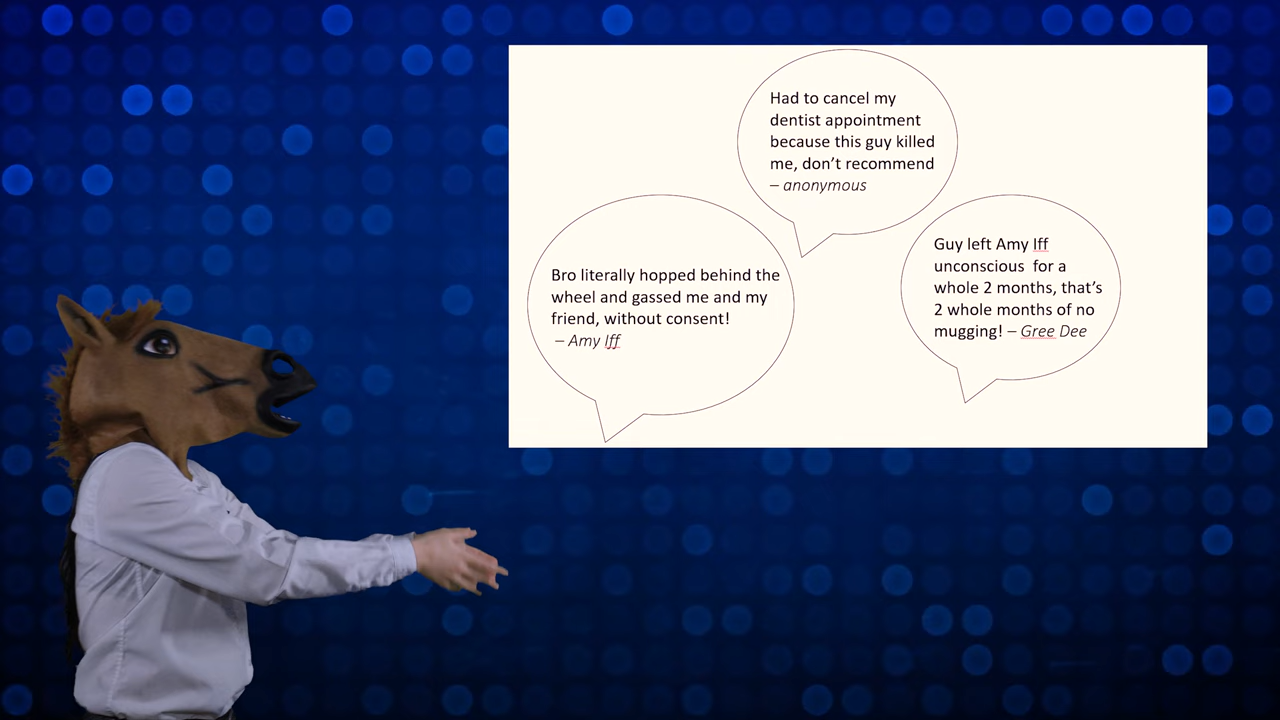 Had to cancel my
dentist appointment
because this guy killed
me, don’t recommend
– anonymous
Bro literally hopped behind the
wheel and gassed me and my
friend, without consent!
– Amy Iff
Guy left Amy Iff
unconscious for a
whole 2 months, that’s
2 whole months of no
mugging! – Gree Dee